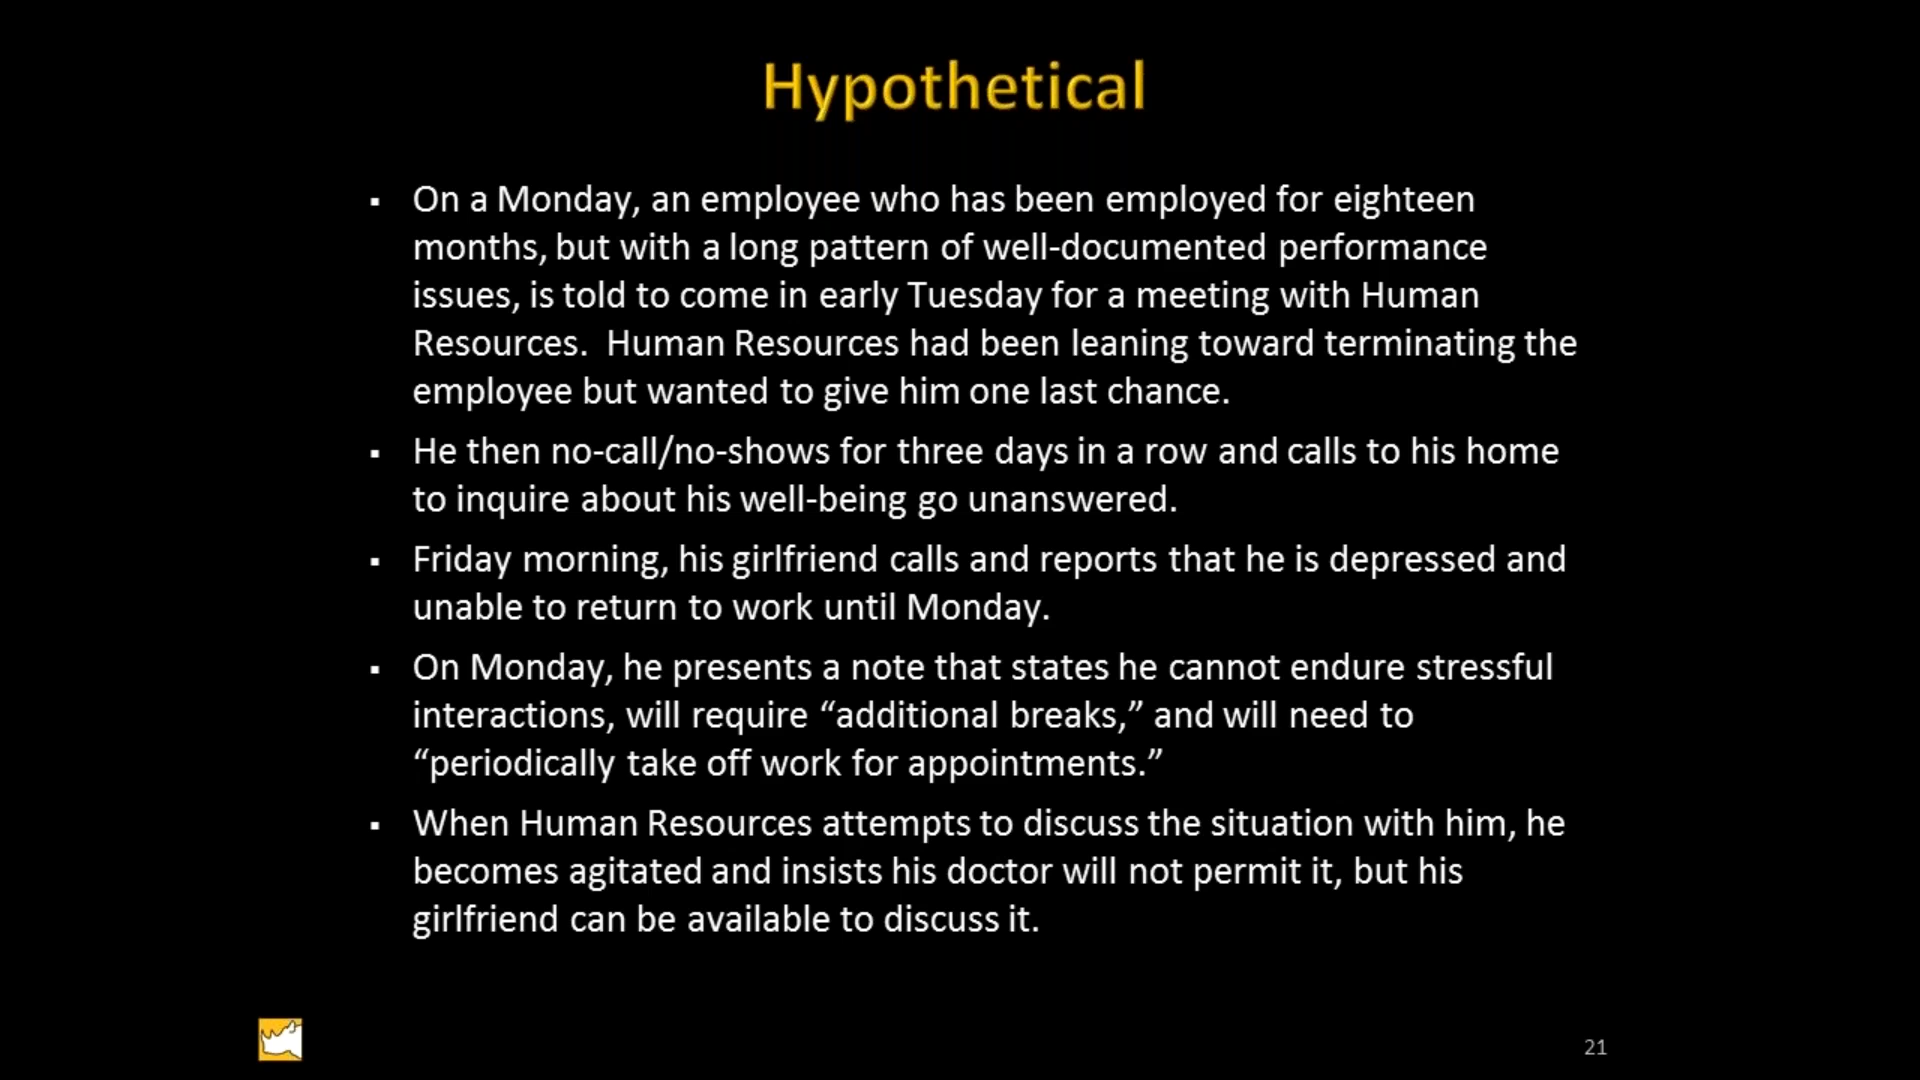 Hypothetical
▪ On a Monday, an employee who has been employed for eighteen
months, but with a long pattern of well-documented performance
issues, is told to come in early Tuesday for a meeting with Human
Resources.  Human Resources had been leaning toward terminating the
employee but wanted to give him one last chance.
▪ He then no-call/no-shows for three days in a row and calls to his home
to inquire about his well-being go unanswered.
▪ Friday morning, his girlfriend calls and reports that he is depressed and
unable to return to work until Monday.
▪ On Monday, he presents a note that states he cannot endure stressful
interactions, will require “additional breaks,” and will need to
“periodically take off work for appointments.”
▪ When Human Resources attempts to discuss the situation with him, he
becomes agitated and insists his doctor will not permit it, but his
girlfriend can be available to discuss it.
21